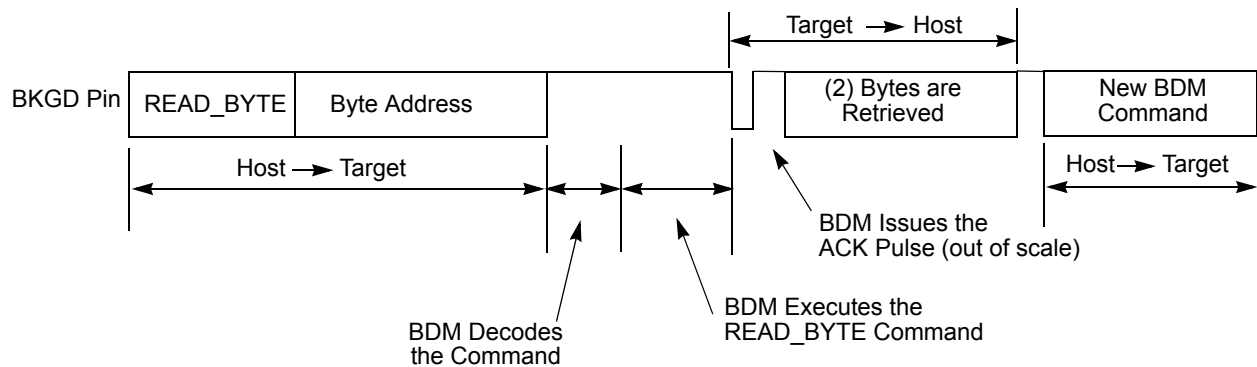 Target → Host
BKGD Pin
READ_BYTE
Byte Address
(2) Bytes are
Retrieved
New BDM
Command
Host → Target
Host → Target
BDM Issues the
ACK Pulse (out of scale)
BDM Decodes
the Command
BDM Executes the
READ_BYTE Command